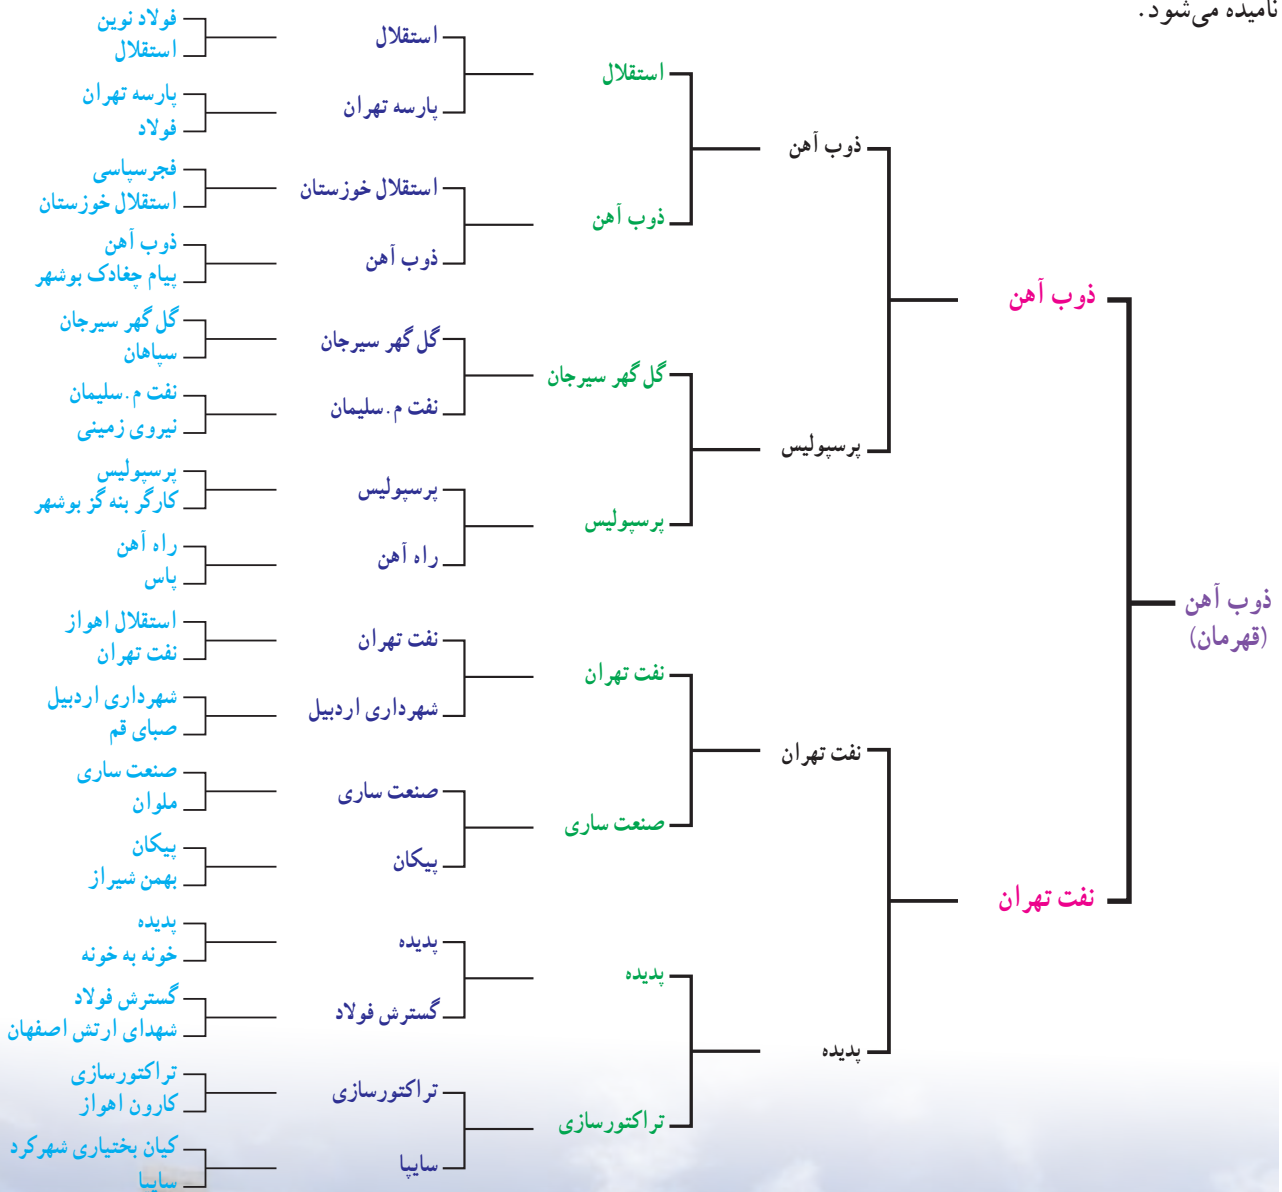 نامیده می‌شود.
فولاد نوین
استقلال
پارسه تهران
فولاد
فجرسپاسی
استقلال خوزستان
ذوب آهن
پیام چغادک بوشهر
گل گهر سیرجان
سپاهان
نفت م.سلیمان
نیروی زمینی
پرسپولیس
کارگر بنه گز بوشهر
راه آهن
پاس
استقلال اهواز
نفت تهران
شهرداری اردبیل
صبای قم
صنعت ساری
ملوان
پیکان
بهمن شیراز
پدیده
خونه به خونه
گسترش فولاد
شهدای ارتش اصفهان
تراکتورسازی
کارون اهواز
کیان بختیاری شهرکرد
سایپا
استقلال
پارسه تهران
استقلال خوزستان
ذوب آهن
گل گهر سیرجان
نفت م.سلیمان
پرسپولیس
راه آهن
نفت تهران
شهرداری اردبیل
صنعت ساری
پیکان
پدیده
گسترش فولاد
تراکتورسازی
سایپا
استقلال
ذوب آهن
گل گهر سیرجان
پرسپولیس
نفت تهران
صنعت ساری
پدیده
تراکتورسازی
ذوب آهن
پرسپولیس
نفت تهران
پدیده
ذوب آهن
نفت تهران
ذوب آهن
(قهرمان)